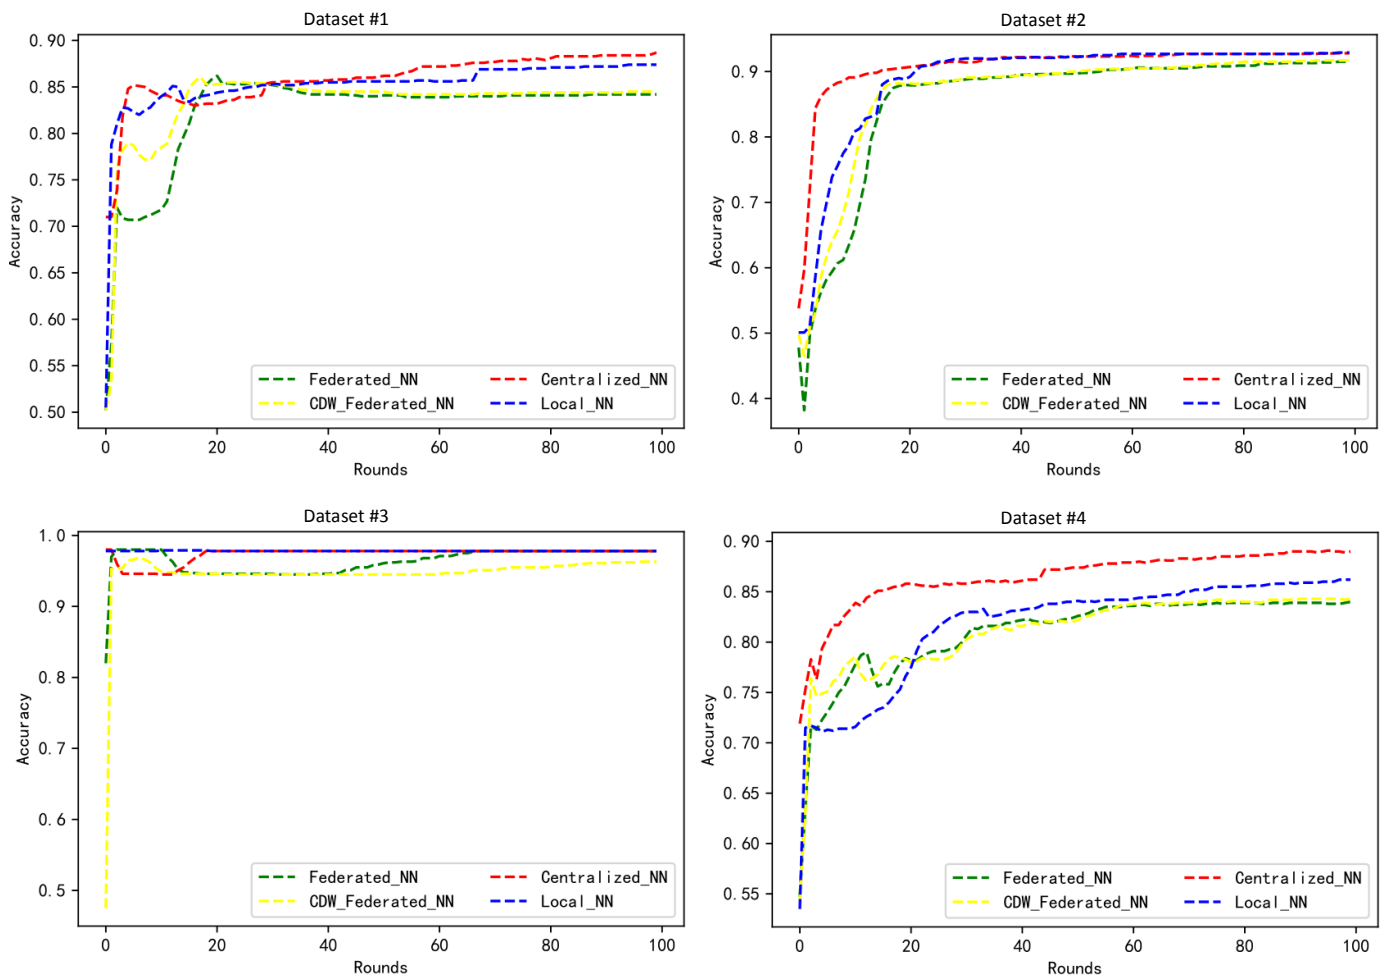 Dataset #1
0.90
0.85
0.80
0.75
0.70
0.65
0.60
0.55
0.50
Accuracy
0
20
40
60
80
100
Rounds
Federated_NN
CDW_Federated_NN
Centralized_NN
Local_NN
Dataset #2
0.9
0.8
0.7
0.6
0.5
0.4
Accuracy
0
20
40
60
80
100
Rounds
Federated_NN
CDW_Federated_NN
Centralized_NN
Local_NN
Dataset #3
1.0
0.9
0.8
0.7
0.6
0.5
Accuracy
0
20
40
60
80
100
Rounds
Federated_NN
CDW_Federated_NN
Centralized_NN
Local_NN
Dataset #4
0.90
0.85
0.80
0.75
0.70
0.65
0.60
0.55
Accuracy
0
20
40
60
80
100
Rounds
Federated_NN
CDW_Federated_NN
Centralized_NN
Local_NN